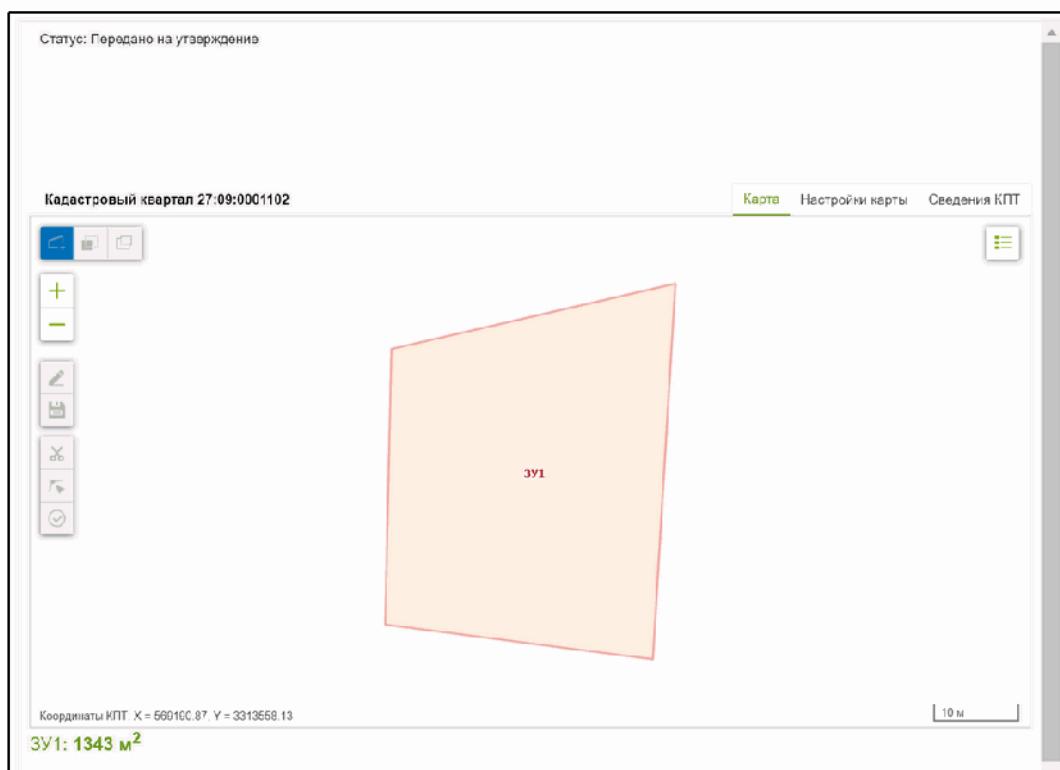 Статус: Передано на утверждение
Кадастровый квартал 27:09:0001102
Карта Настройки карты Сведения КПТ
ЗУ1
Координаты КПТ: X = 560190.87, Y = 3313558.13
10 м
ЗУ1: 1343 м²